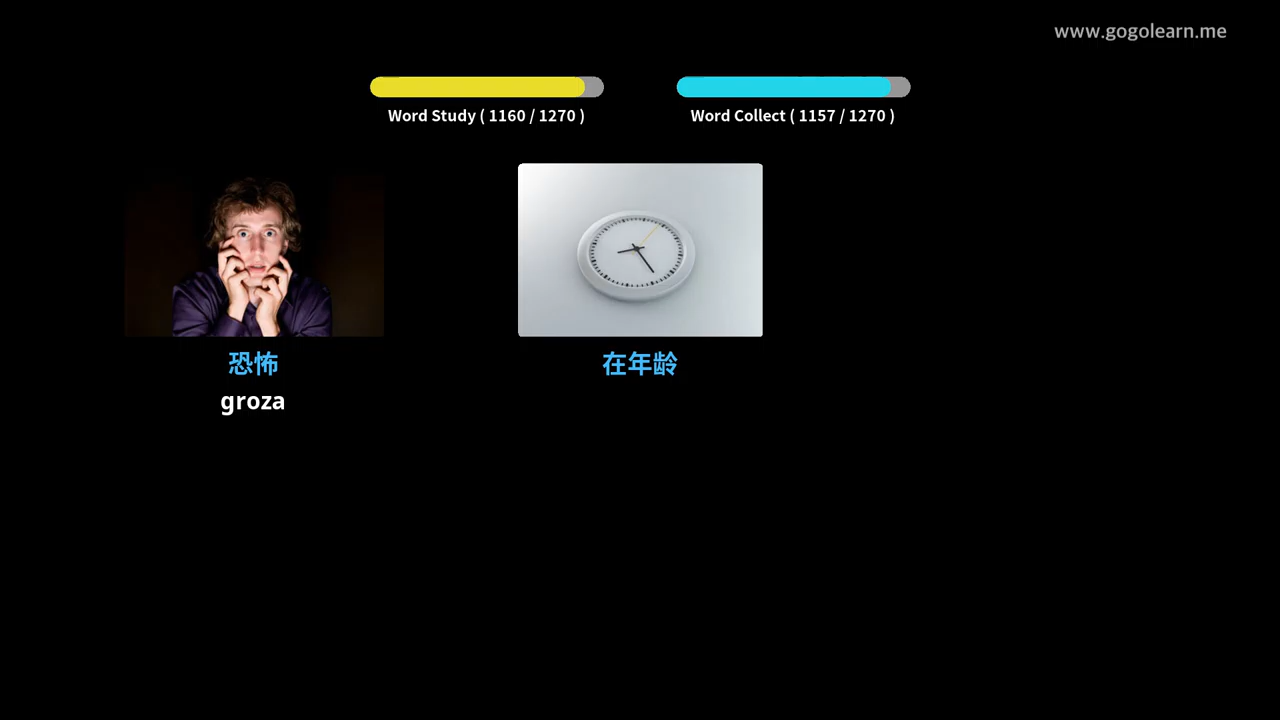 www.gogolearn.me
Word Study ( 1160 / 1270 )
Word Collect ( 1157 / 1270 )
恐怖
groza
在年龄